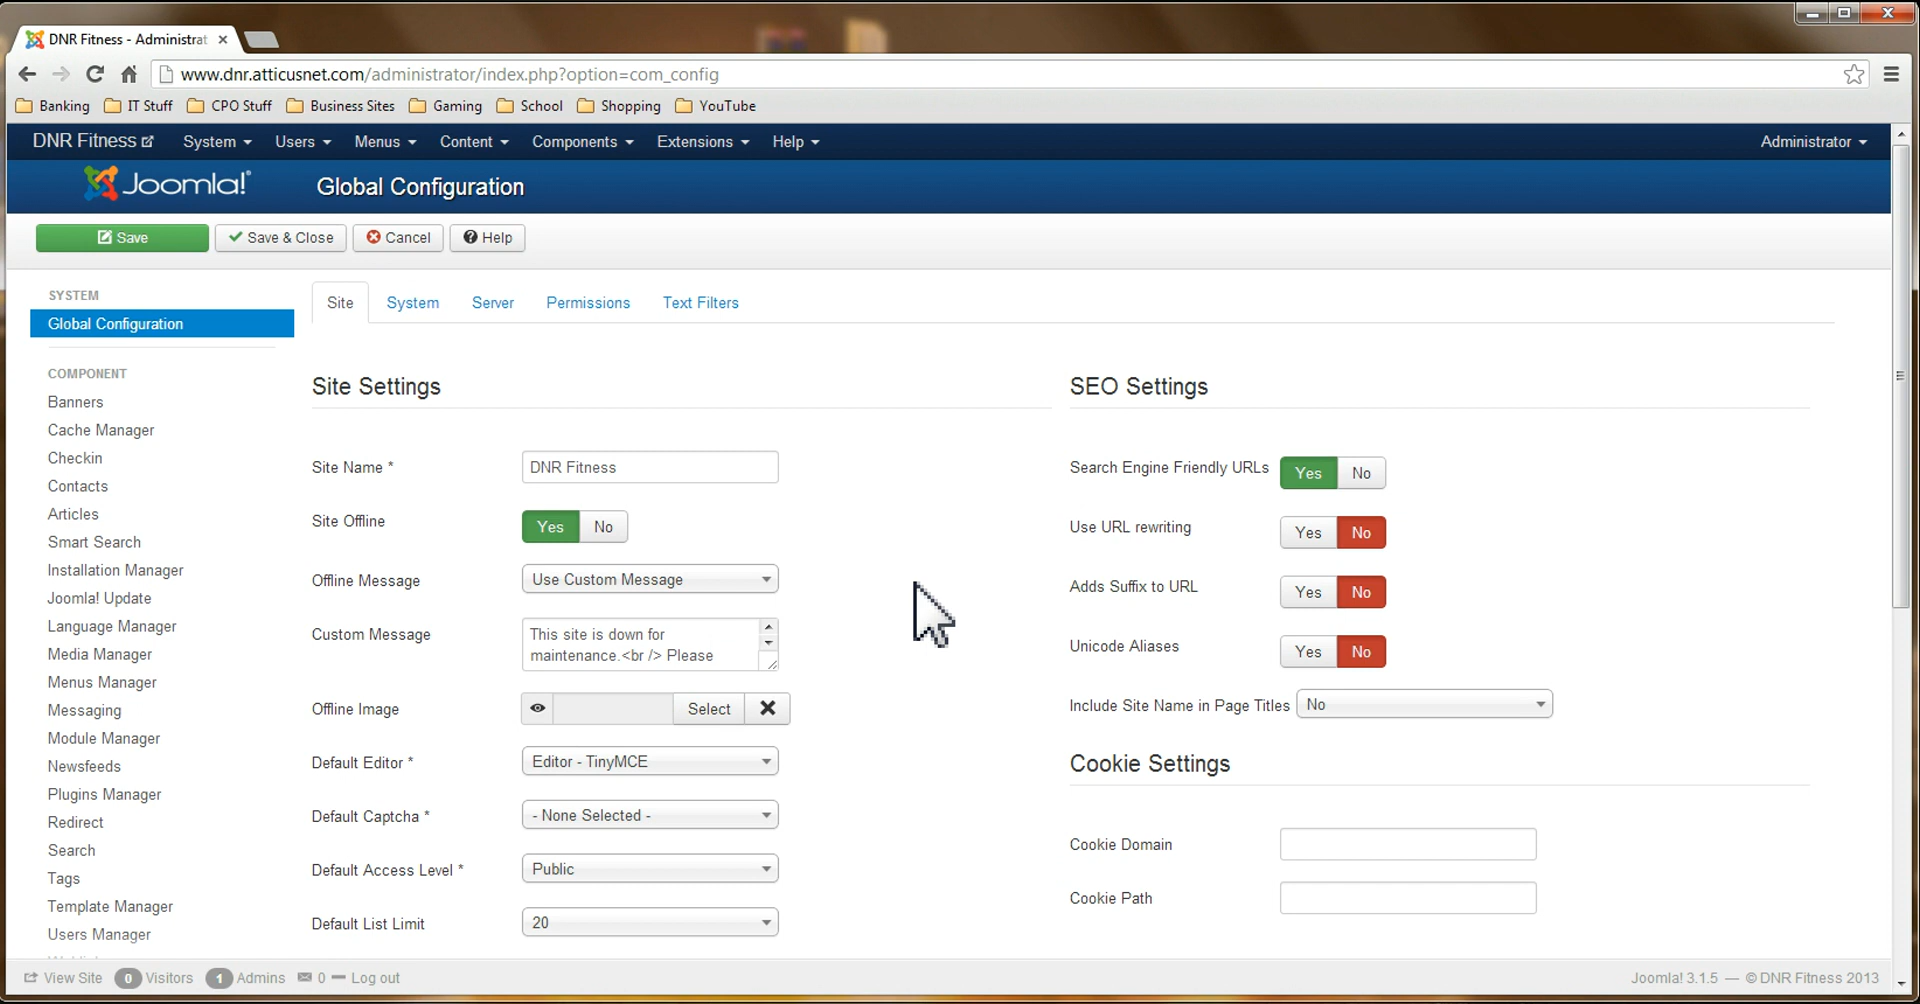 DNR Fitness - Administrat
www.dnr.atticusnet.com/administrator/index.php?option=com_config
Banking IT Stuff CPO Stuff Business Sites Gaming School Shopping YouTube
DNR Fitness System Users Menus Content Components Extensions Help Administrator
Joomla!® Global Configuration
Save Save & Close Cancel Help
SYSTEM
Global Configuration
COMPONENT
Banners
Cache Manager
Checkin
Contacts
Articles
Smart Search
Installation Manager
Joomla! Update
Language Manager
Media Manager
Menus Manager
Messaging
Module Manager
Newsfeeds
Plugins Manager
Redirect
Search
Tags
Template Manager
Users Manager
Site System Server Permissions Text Filters
Site Settings
Site Name * DNR Fitness
Site Offline Yes No
Offline Message Use Custom Message
Custom Message This site is down for
maintenance.<br /> Please
Offline Image Select
Default Editor * Editor - TinyMCE
Default Captcha * - None Selected -
Default Access Level * Public
Default List Limit 20
SEO Settings
Search Engine Friendly URLs Yes No
Use URL rewriting Yes No
Adds Suffix to URL Yes No
Unicode Aliases Yes No
Include Site Name in Page Titles No
Cookie Settings
Cookie Domain
Cookie Path
View Site 0 Visitors 1 Admins 0 Log out Joomla! 3.1.5 — © DNR Fitness 2013